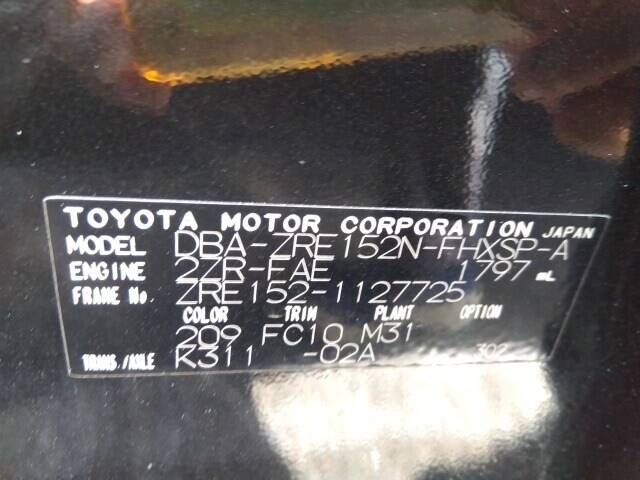 TOYOTA MOTOR CORPORATION JAPAN
MODEL DBA-ZRE152N-FHXSP-A
ENGINE 2ZR-FAE 1797 mL
FRAME No. ZRE152-1127725
COLOR TRIM PLANT OPTION
209 FC10 M31
TRANS./AXLE K311 -02A 302